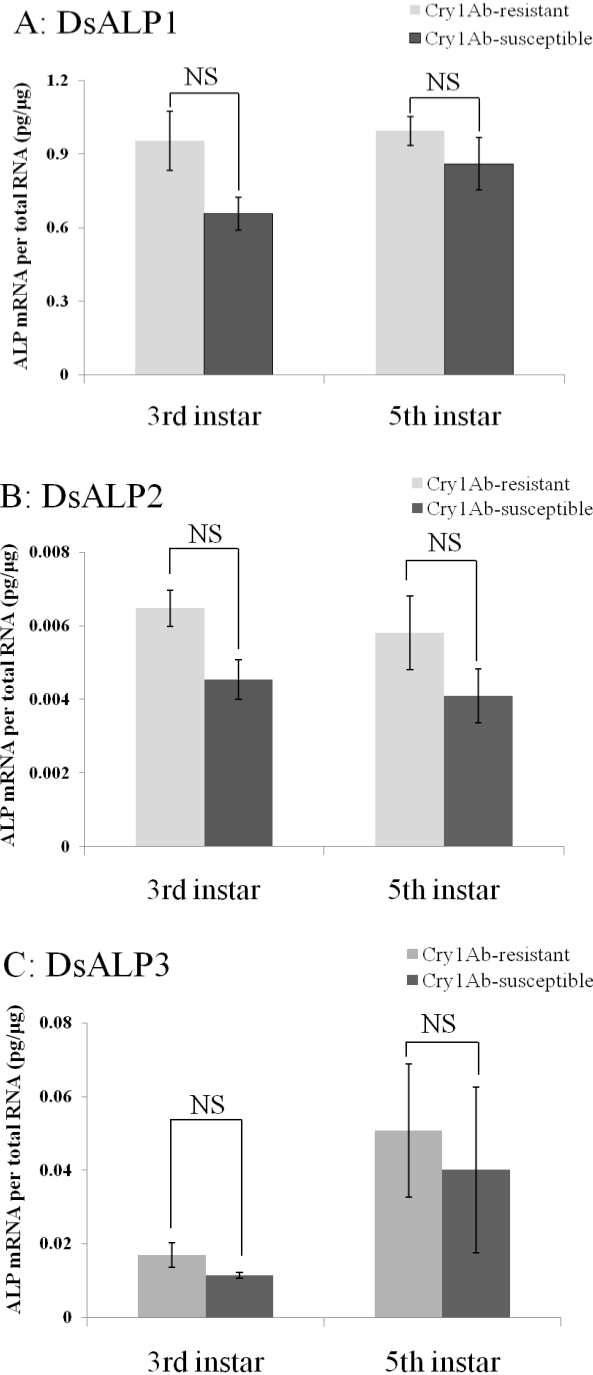 A: DsALP1
Cry1Ab-resistant
Cry1Ab-susceptible
ALP mRNA per total RNA (pg/μg)
1.2
0.9
0.6
0.3
0
NS
NS
3rd instar
5th instar
B: DsALP2
Cry1Ab-resistant
Cry1Ab-susceptible
ALP mRNA per total RNA (pg/μg)
0.008
0.006
0.004
0.002
0
NS
NS
3rd instar
5th instar
C: DsALP3
Cry1Ab-resistant
Cry1Ab-susceptible
ALP mRNA per total RNA (pg/μg)
0.08
0.06
0.04
0.02
0
NS
NS
3rd instar
5th instar